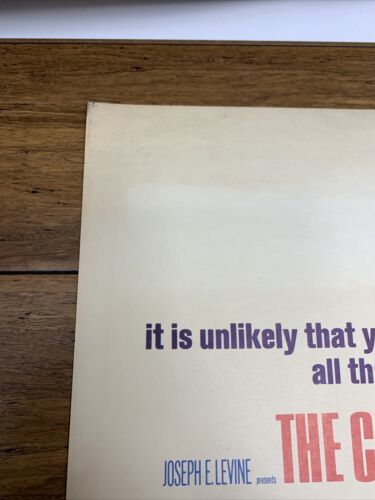 it is unlikely that y
all th
JOSEPH E. LEVINE presents THE C